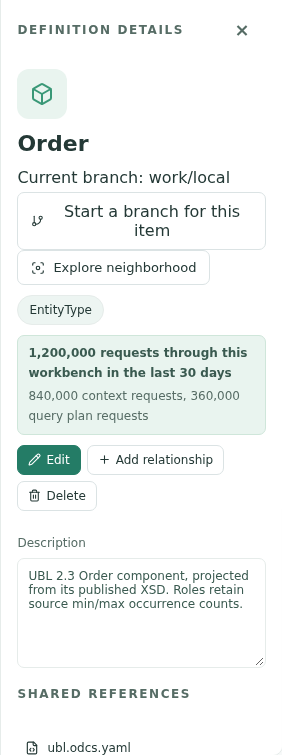 DEFINITION DETAILS
Order
Current branch: work/local
Start a branch for this
item
Explore neighborhood
EntityType
1,200,000 requests through this
workbench in the last 30 days
840,000 context requests, 360,000
query plan requests
Edit
Add relationship
Delete
Description
UBL 2.3 Order component, projected
from its published XSD. Roles retain
source min/max occurrence counts.
SHARED REFERENCES
ubl.odcs.yaml